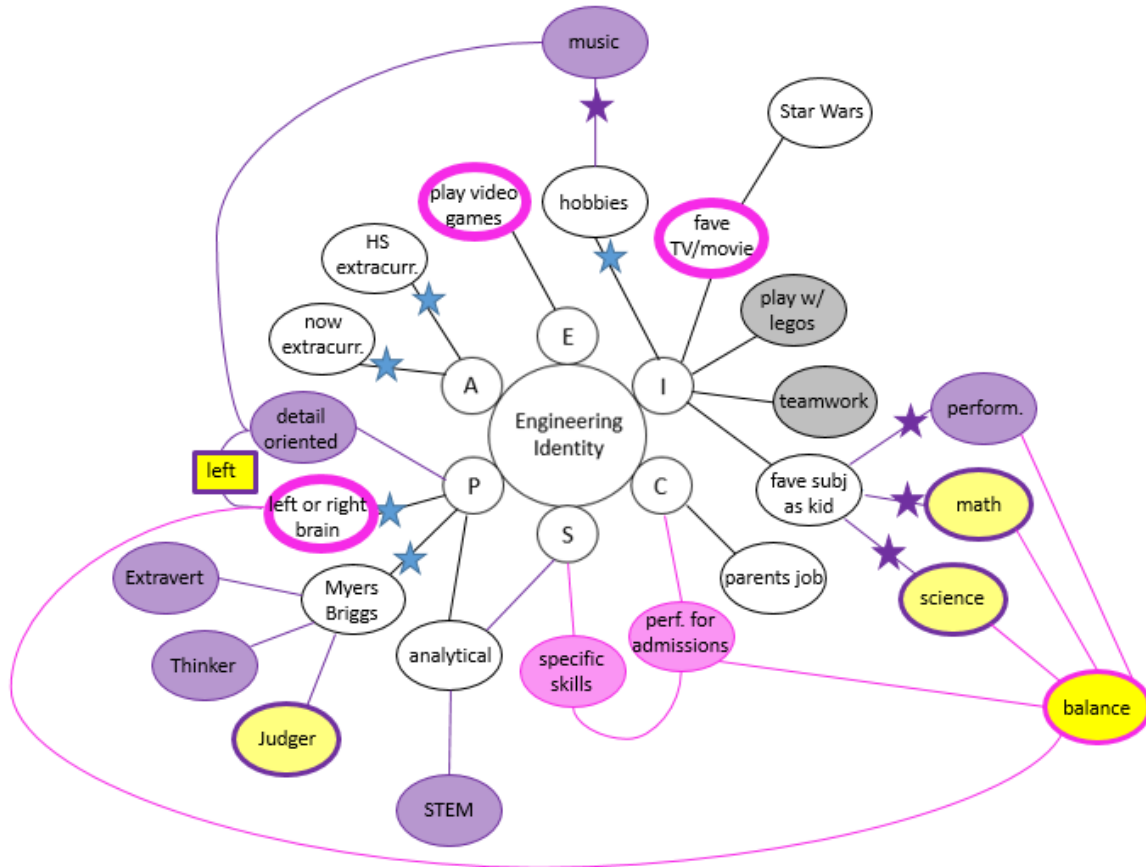 music
Star Wars
play video
games
hobbies
fave
TV/movie
HS
extracurr.
play w/
legos
now
extracurr.
E
A
I
teamwork
Engineering
Identity
detail
oriented
perform.
left
P
C
fave subj
as kid
math
left or right
brain
S
Extravert
Myers
Briggs
parents job
science
analytical
perf. for
admissions
Thinker
specific
skills
balance
Judger
STEM